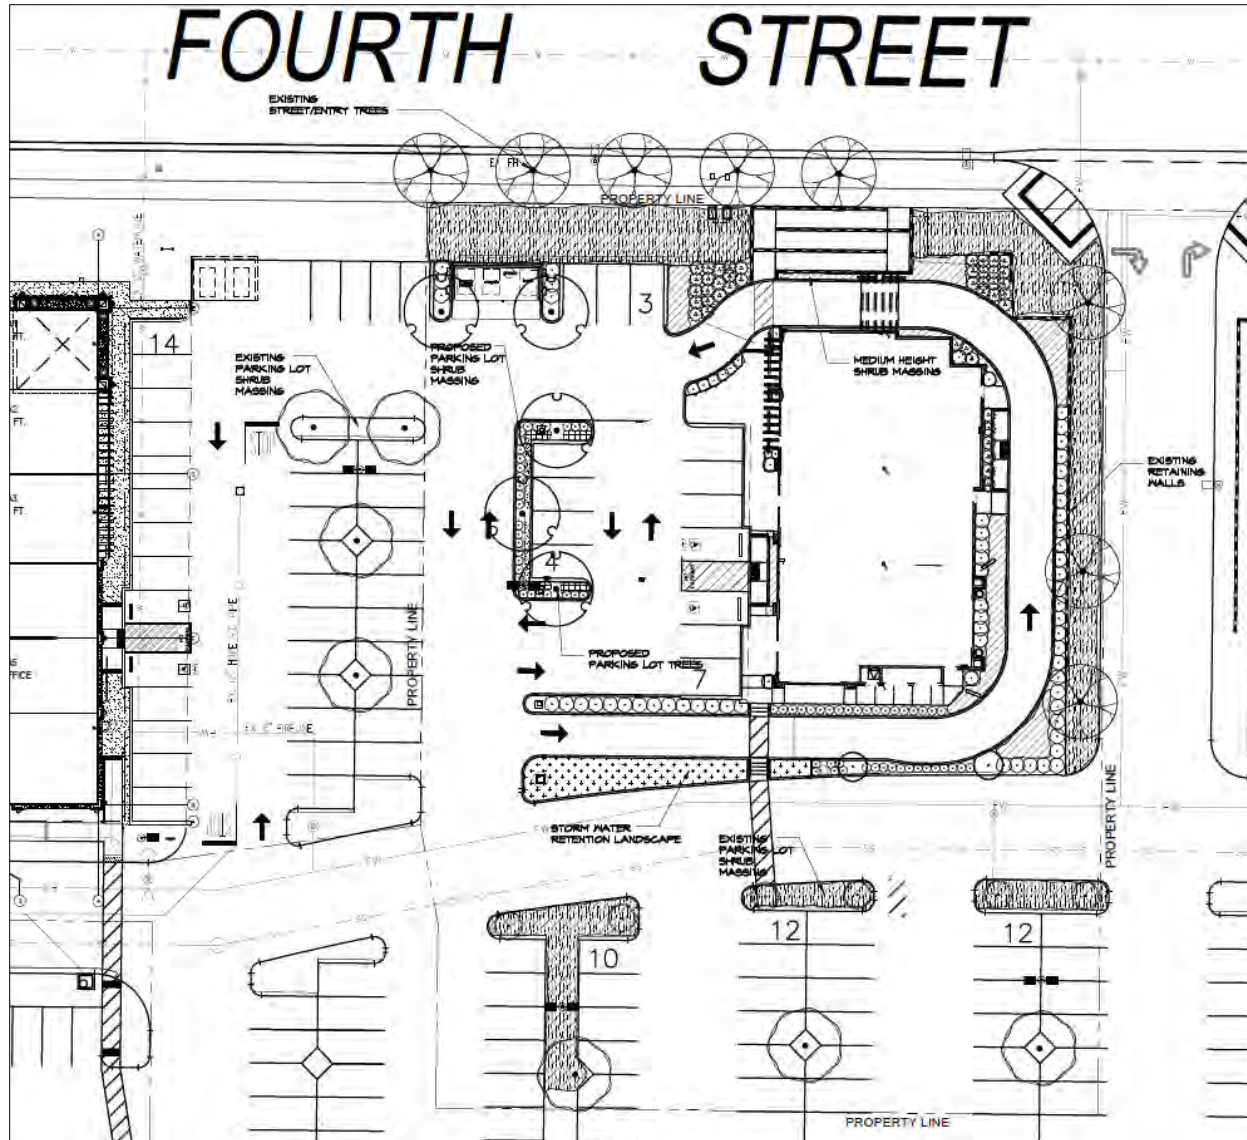 FOURTH STREET
EXISTING
STREET/ENTRY TREES
E/ FH
PROPERTY LINE
3
14
EXISTING
PARKING LOT
SHRUB
MASSING
PROPOSED
PARKING LOT
SHRUB
MASSING
MEDIUM HEIGHT
SHRUB MASSING
EXISTING
RETAINING
WALLS
4
PROPERTY LINE
PROPOSED
PARKING LOT TREES
7
STORM WATER
RETENTION LANDSCAPE
EXISTING
PARKING LOT
SHRUB
MASSING
PROPERTY LINE
10
12
12
PROPERTY LINE